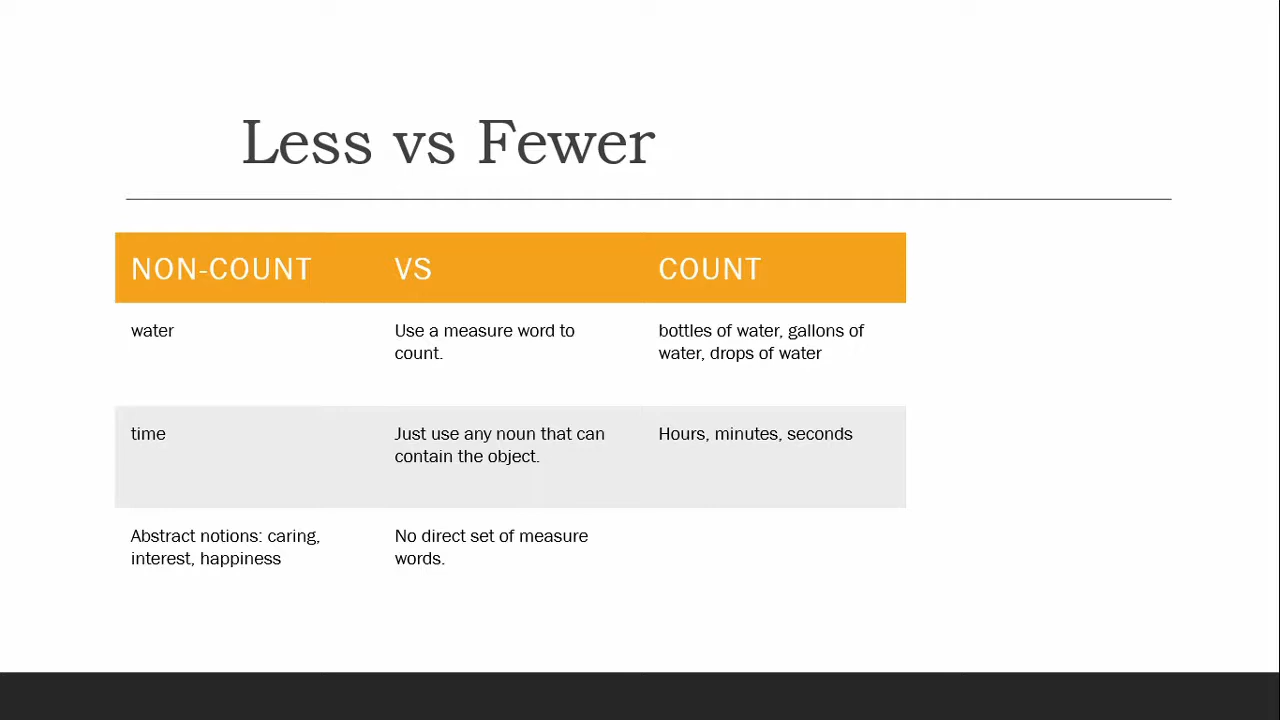 Less vs Fewer
NON-COUNT VS COUNT
water
Use a measure word to
count.
bottles of water, gallons of
water, drops of water
time
Just use any noun that can
contain the object.
Hours, minutes, seconds
Abstract notions: caring,
interest, happiness
No direct set of measure
words.